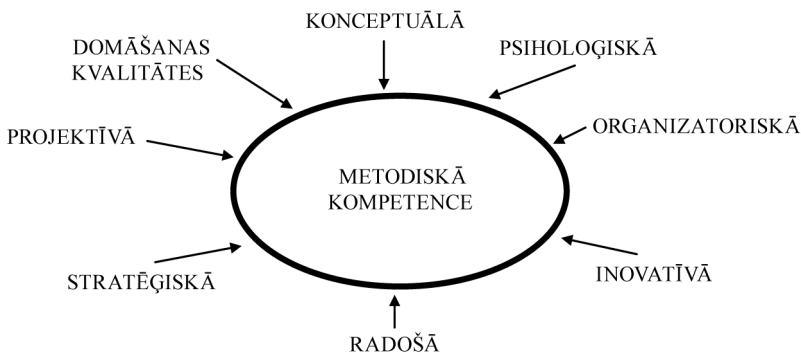 KONCEPTUĀLĀ
DOMĀŠANAS
KVALITĀTES
PSIHOLOĢISKĀ
PROJEKTĪVĀ
ORGANIZATORISKĀ
METODISKĀ
KOMPETENCE
STRATĒĢISKĀ
INOVATĪVĀ
RADOŠĀ